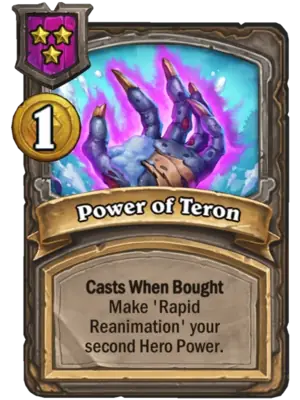 1
Power of Teron
Casts When Bought
Make 'Rapid
Reanimation' your
second Hero Power.